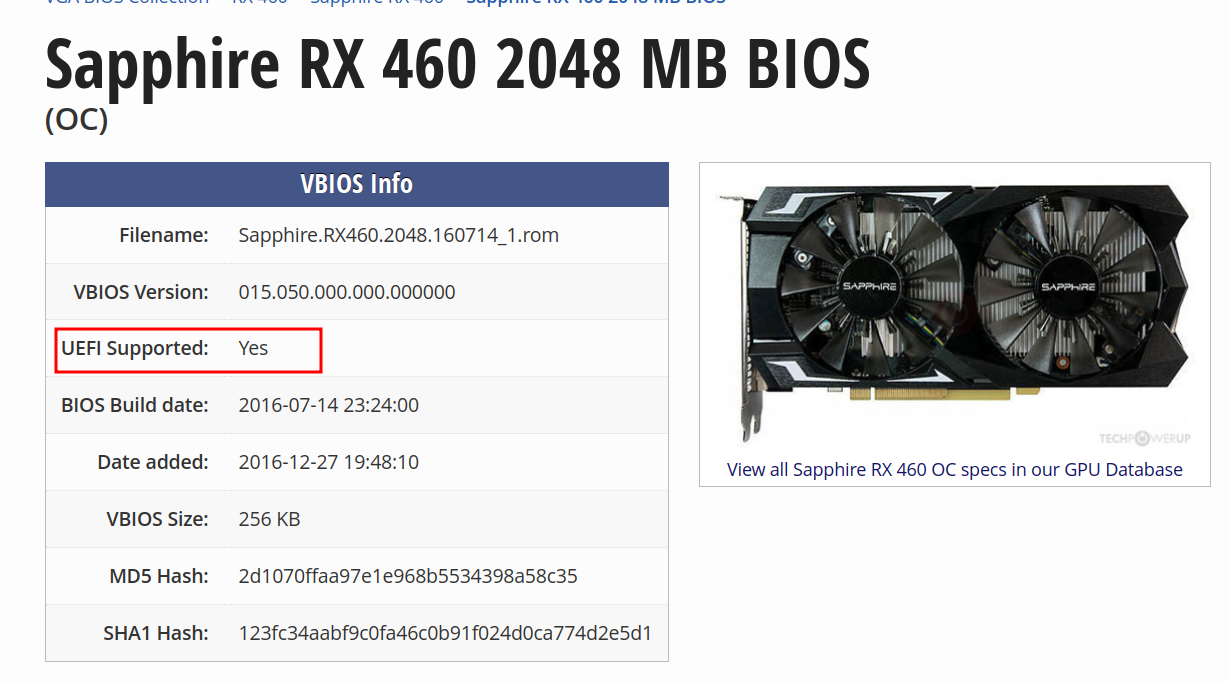 VGA BIOS Collection RX 460 Sapphire RX 460 Sapphire RX 460 2048 MB BIOS
Sapphire RX 460 2048 MB BIOS
(OC)
VBIOS Info
Filename: Sapphire.RX460.2048.160714_1.rom
VBIOS Version: 015.050.000.000.000000
UEFI Supported: Yes
BIOS Build date: 2016-07-14 23:24:00
Date added: 2016-12-27 19:48:10
VBIOS Size: 256 KB
MD5 Hash: 2d1070ffaa97e1e968b5534398a58c35
SHA1 Hash: 123fc34aabf9c0fa46c0b91f024d0ca774d2e5d1
SAPPHIRE
SAPPHIRE
TECHPOWERUP
View all Sapphire RX 460 OC specs in our GPU Database